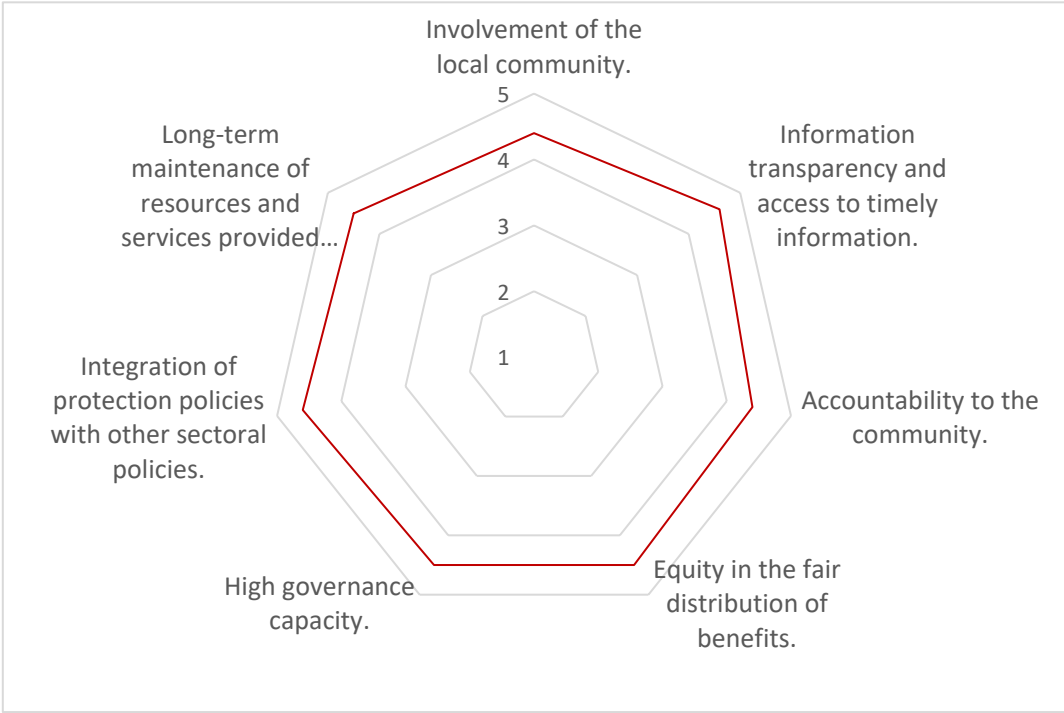 Involvement of the
local community.
5
4
3
2
1
Information
transparency and
access to timely
information.
Accountability to the
community.
Equity in the fair
distribution of
benefits.
High governance
capacity.
Integration of
protection policies
with other sectoral
policies.
Long-term
maintenance of
resources and
services provided...